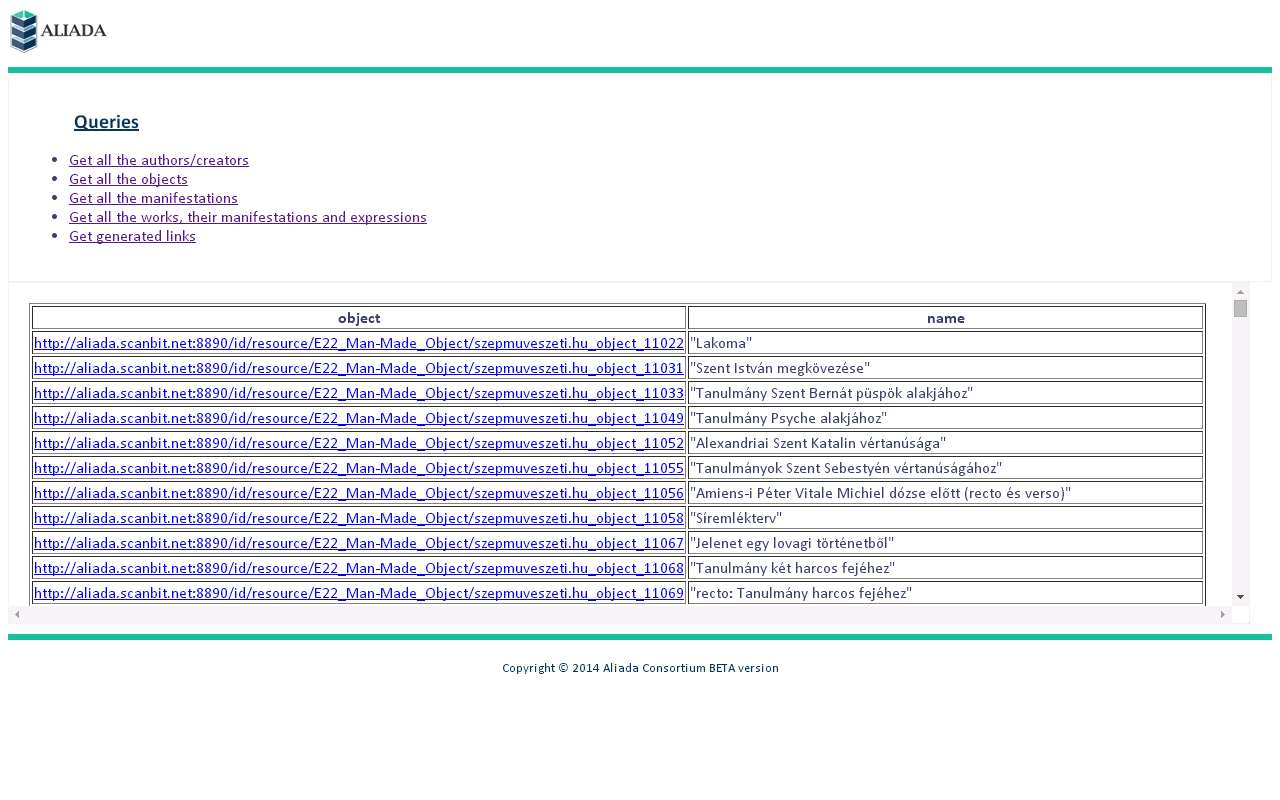 ALIADA
Queries
Get all the authors/creators
Get all the objects
Get all the manifestations
Get all the works, their manifestations and expressions
Get generated links
object name
http://aliada.scanbit.net:8890/id/resource/E22_Man-Made_Object/szepmuveszeti.hu_object_11022 "Lakoma"
http://aliada.scanbit.net:8890/id/resource/E22_Man-Made_Object/szepmuveszeti.hu_object_11031 "Szent István megkövezése"
http://aliada.scanbit.net:8890/id/resource/E22_Man-Made_Object/szepmuveszeti.hu_object_11033 "Tanulmány Szent Bernát püspök alakjához"
http://aliada.scanbit.net:8890/id/resource/E22_Man-Made_Object/szepmuveszeti.hu_object_11049 "Tanulmány Psyche alakjához"
http://aliada.scanbit.net:8890/id/resource/E22_Man-Made_Object/szepmuveszeti.hu_object_11052 "Alexandriai Szent Katalin vértanúsága"
http://aliada.scanbit.net:8890/id/resource/E22_Man-Made_Object/szepmuveszeti.hu_object_11055 "Tanulmányok Szent Sebestyén vértanúságához"
http://aliada.scanbit.net:8890/id/resource/E22_Man-Made_Object/szepmuveszeti.hu_object_11056 "Amiens-i Péter Vitale Michiel dózse előtt (recto és verso)"
http://aliada.scanbit.net:8890/id/resource/E22_Man-Made_Object/szepmuveszeti.hu_object_11058 "Síremlékterv"
http://aliada.scanbit.net:8890/id/resource/E22_Man-Made_Object/szepmuveszeti.hu_object_11067 "Jelenet egy lovagi történetből"
http://aliada.scanbit.net:8890/id/resource/E22_Man-Made_Object/szepmuveszeti.hu_object_11068 "Tanulmány két harcos fejéhez"
http://aliada.scanbit.net:8890/id/resource/E22_Man-Made_Object/szepmuveszeti.hu_object_11069 "recto: Tanulmány harcos fejéhez"
Copyright © 2014 Aliada Consortium BETA version